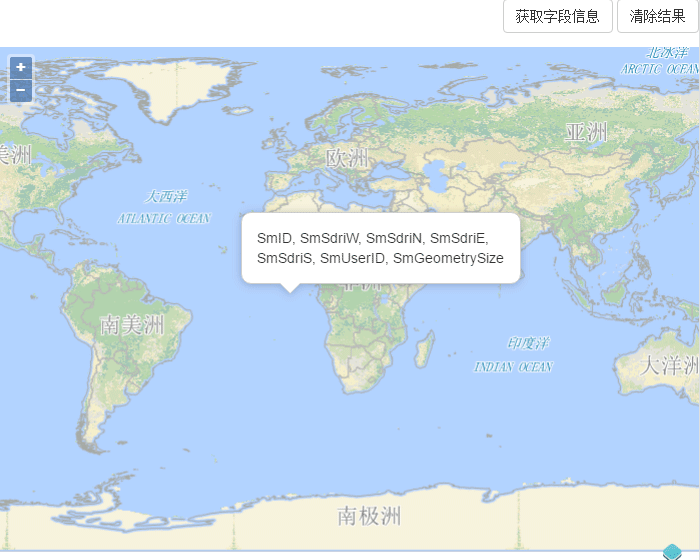 获取字段信息 清除结果
北冰洋
ARCTIC OCEAN
+
−
亚洲
美洲
欧洲
大西洋
ATLANTIC OCEAN
SmID, SmSdriW, SmSdriN, SmSdriE,
SmSdriS, SmUserID, SmGeometrySize
非洲
南美洲
印度洋
INDIAN OCEAN
大洋洲
南极洲